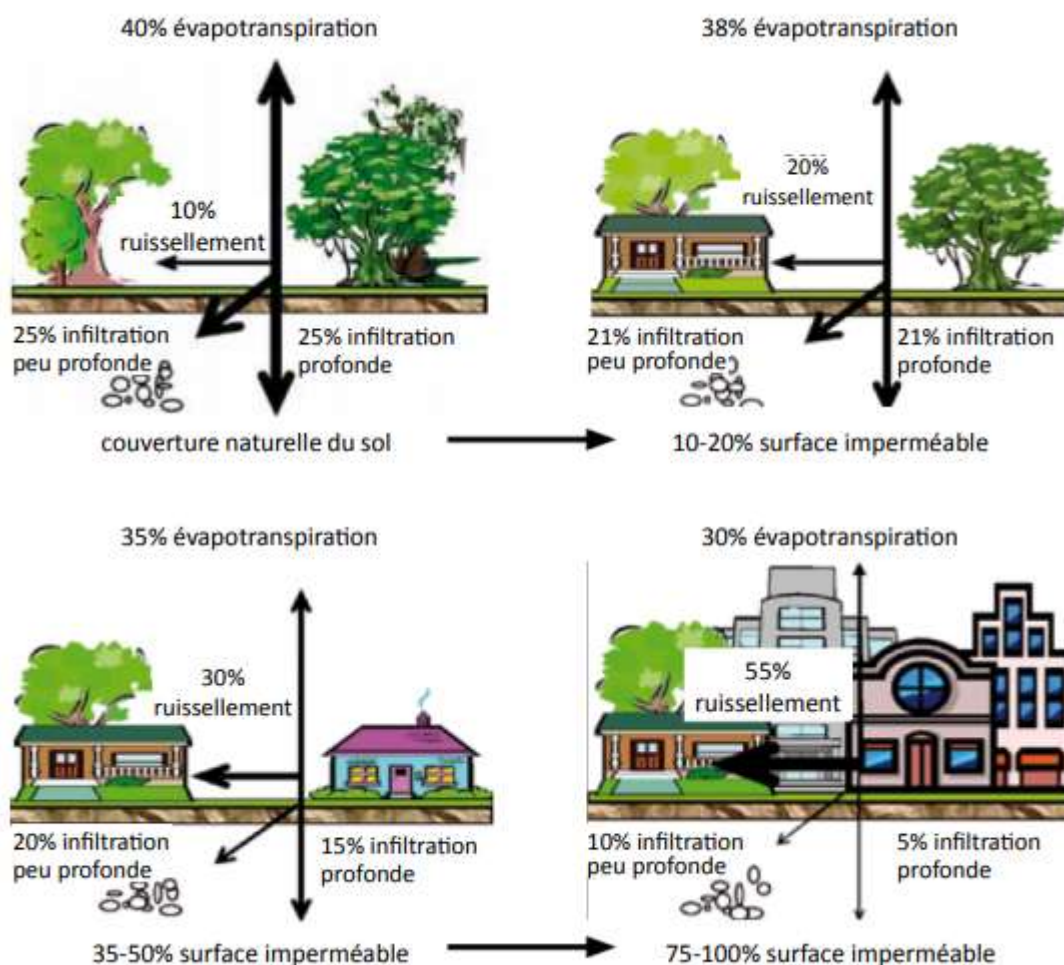 40% évapotranspiration
10%
ruissellement
25% infiltration
peu profonde
25% infiltration
profonde
couverture naturelle du sol
38% évapotranspiration
20%
ruissellement
21% infiltration
peu profonde
21% infiltration
profonde
10-20% surface imperméable
35% évapotranspiration
30%
ruissellement
20% infiltration
peu profonde
15% infiltration
profonde
35-50% surface imperméable
30% évapotranspiration
55%
ruissellement
10% infiltration
peu profonde
5% infiltration
profonde
75-100% surface imperméable